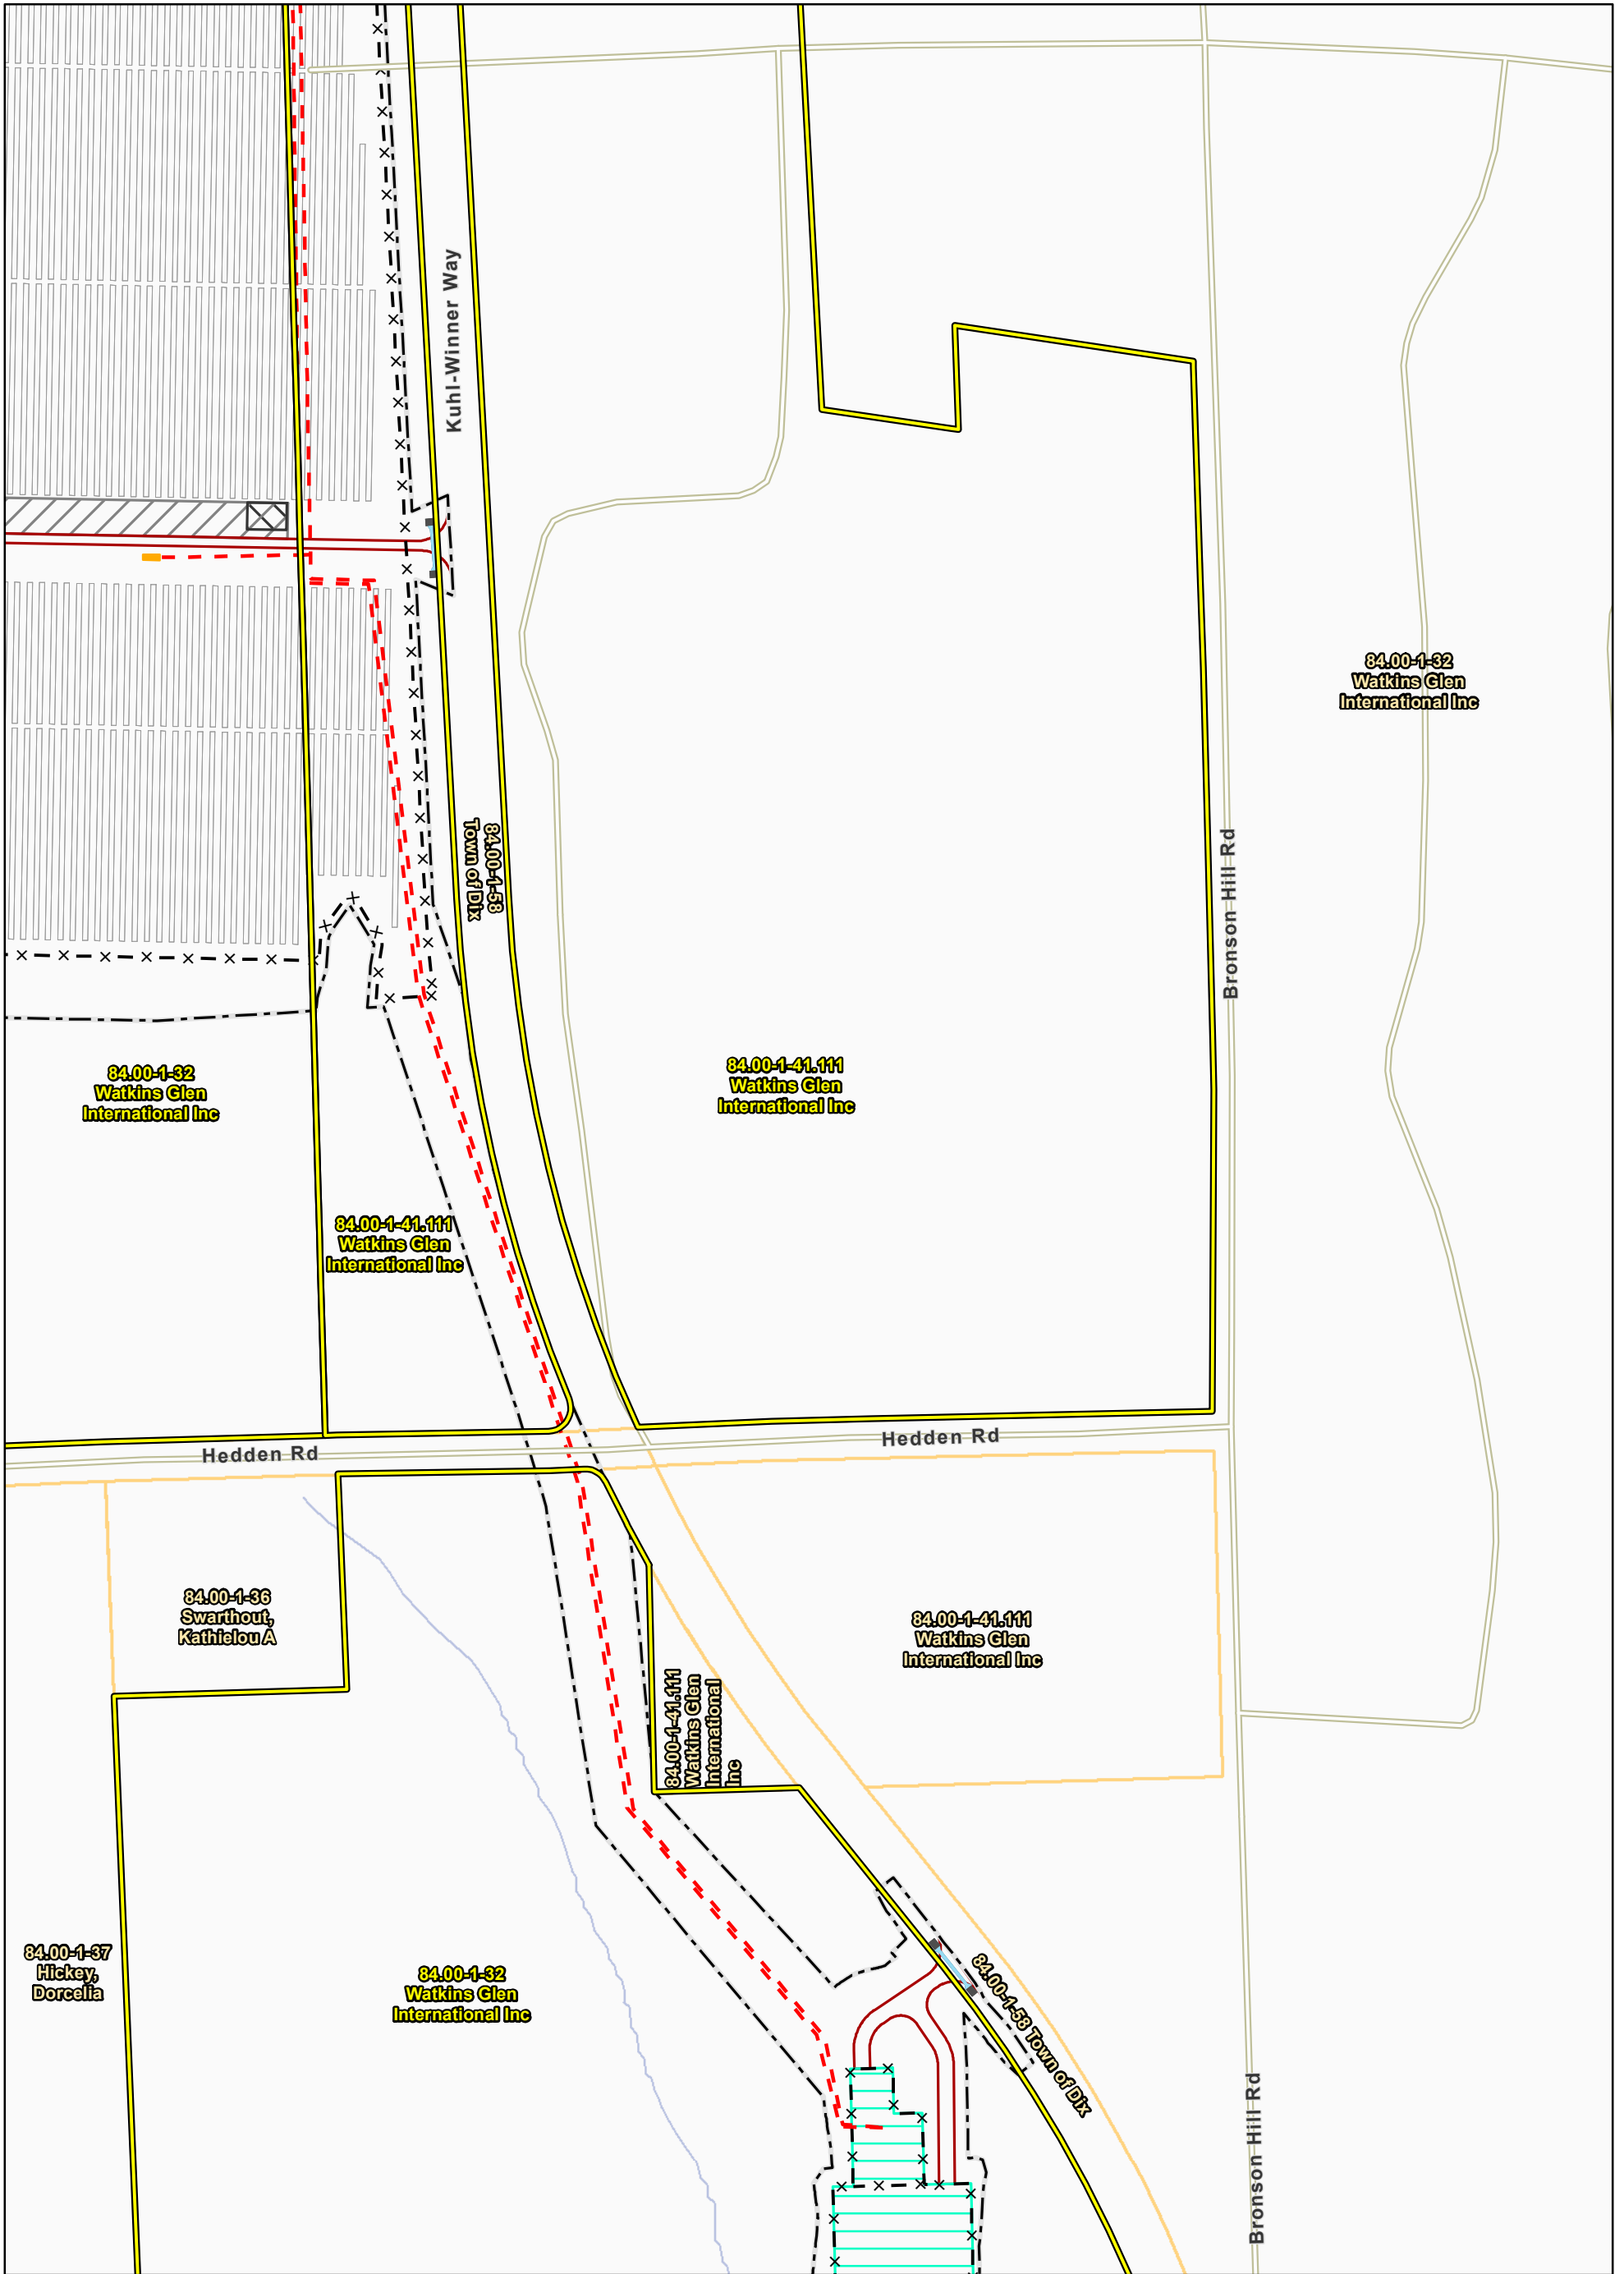 Kuhl-Winner Way
84.00-1-32
Watkins Glen
International Inc
84.00-1-58
Town of Dix
Bronson Hill Rd
84.00-1-32
Watkins Glen
International Inc
84.00-1-41.111
Watkins Glen
International Inc
84.00-1-41.111
Watkins Glen
International Inc
Hedden Rd
Hedden Rd
84.00-1-36
Swarthout,
Kathielou A
84.00-1-41.111
Watkins Glen
International Inc
84.00-1-41.111
Watkins Glen
International
Inc
84.00-1-37
Hickey,
Dorcelia
84.00-1-32
Watkins Glen
International Inc
84.00-1-58 Town of Dix
Bronson Hill Rd